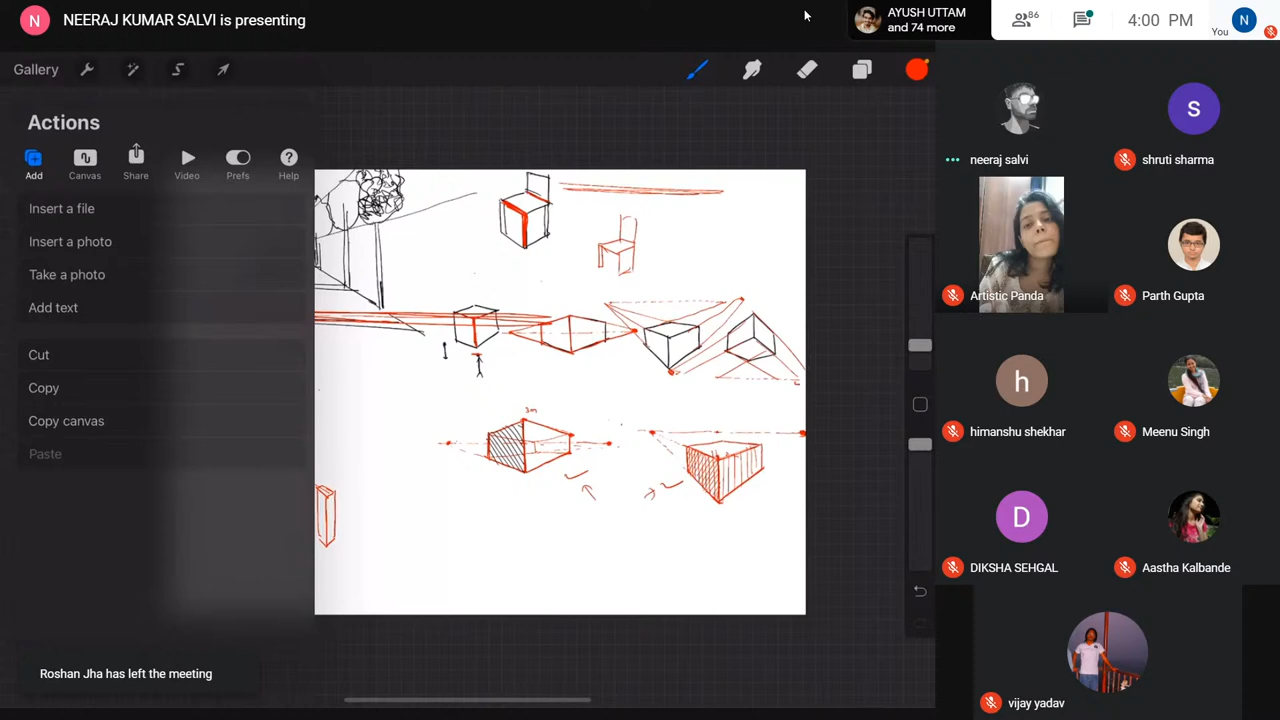 N
NEERAJ KUMAR SALVI is presenting
AYUSH UTTAM
and 74 more
86
4:00 PM
You
N
Gallery
Actions
Add
Canvas
Share
Video
Prefs
Help
Insert a file
Insert a photo
Take a photo
Add text
Cut
Copy
Copy canvas
Paste
3m
Roshan Jha has left the meeting
neeraj salvi
S
shruti sharma
Artistic Panda
Parth Gupta
h
himanshu shekhar
Meenu Singh
D
DIKSHA SEHGAL
Aastha Kalbande
vijay yadav